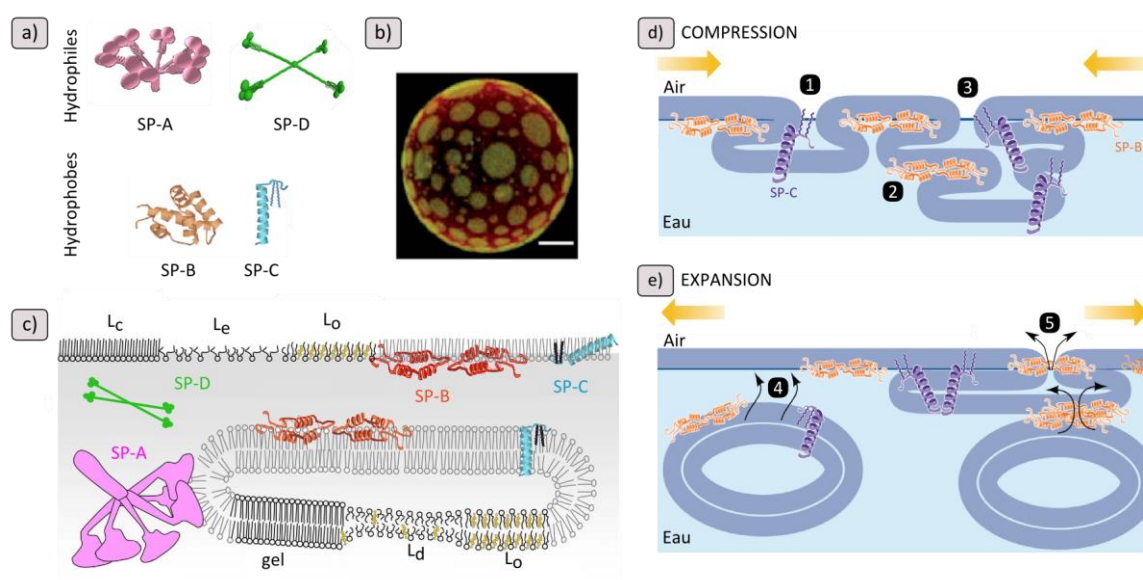 a)
Hydrophiles
SP-A
SP-D
Hydrophobes
SP-B
SP-C
b)
c)
Lc
Le
Lo
SP-D
SP-B
SP-C
SP-A
gel
Ld
Lo
d) COMPRESSION
Air
1
3
SP-B
SP-C
2
Eau
e) EXPANSION
5
Air
4
Eau